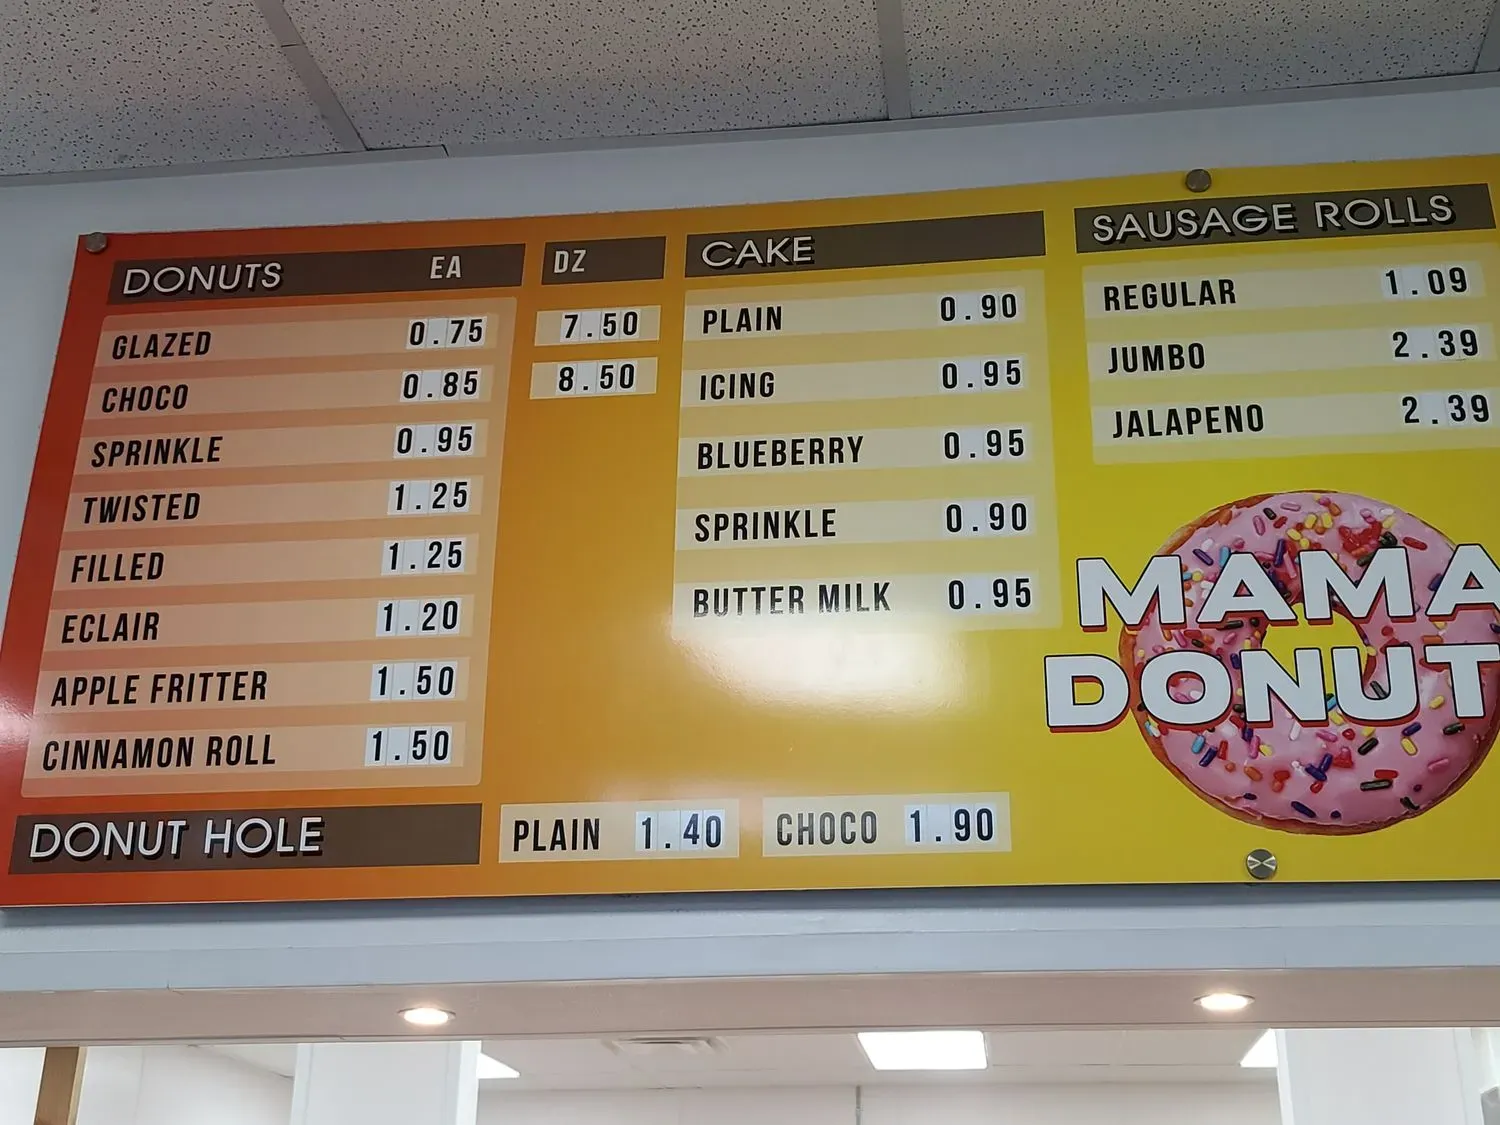 DONUTS EA DZ
GLAZED 0.75 7.50
CHOCO 0.85 8.50
SPRINKLE 0.95
TWISTED 1.25
FILLED 1.25
ECLAIR 1.20
APPLE FRITTER 1.50
CINNAMON ROLL 1.50
DONUT HOLE PLAIN 1.40 CHOCO 1.90
CAKE
PLAIN 0.90
ICING 0.95
BLUEBERRY 0.95
SPRINKLE 0.90
BUTTER MILK 0.95
SAUSAGE ROLLS
REGULAR 1.09
JUMBO 2.39
JALAPENO 2.39
MAMA
DONUT